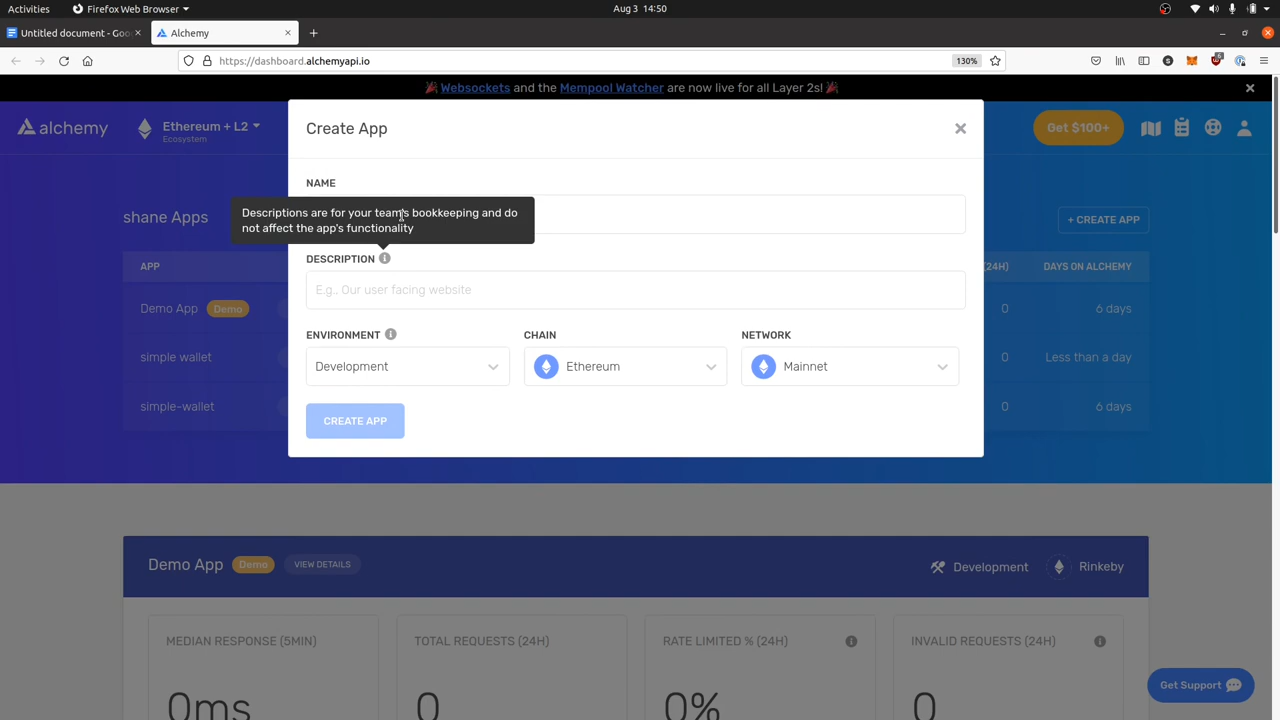 Activities
Firefox Web Browser
Aug 3 14:50
Untitled document - Goo
Alchemy
https://dashboard.alchemyapi.io
130%
Websockets and the Mempool Watcher are now live for all Layer 2s!
alchemy
Ethereum + L2
Ecosystem
Get $100+
Create App
NAME
Descriptions are for your team's bookkeeping and do
not affect the app's functionality
DESCRIPTION
E.g., Our user facing website
ENVIRONMENT
CHAIN
NETWORK
Development
Ethereum
Mainnet
CREATE APP
shane Apps
+ CREATE APP
APP
(24H)
DAYS ON ALCHEMY
Demo App
Demo
0
6 days
simple wallet
0
Less than a day
simple-wallet
0
6 days
Demo App
Demo
VIEW DETAILS
Development
Rinkeby
MEDIAN RESPONSE (5MIN)
TOTAL REQUESTS (24H)
RATE LIMITED % (24H)
INVALID REQUESTS (24H)
0ms
0
0%
0
Get Support